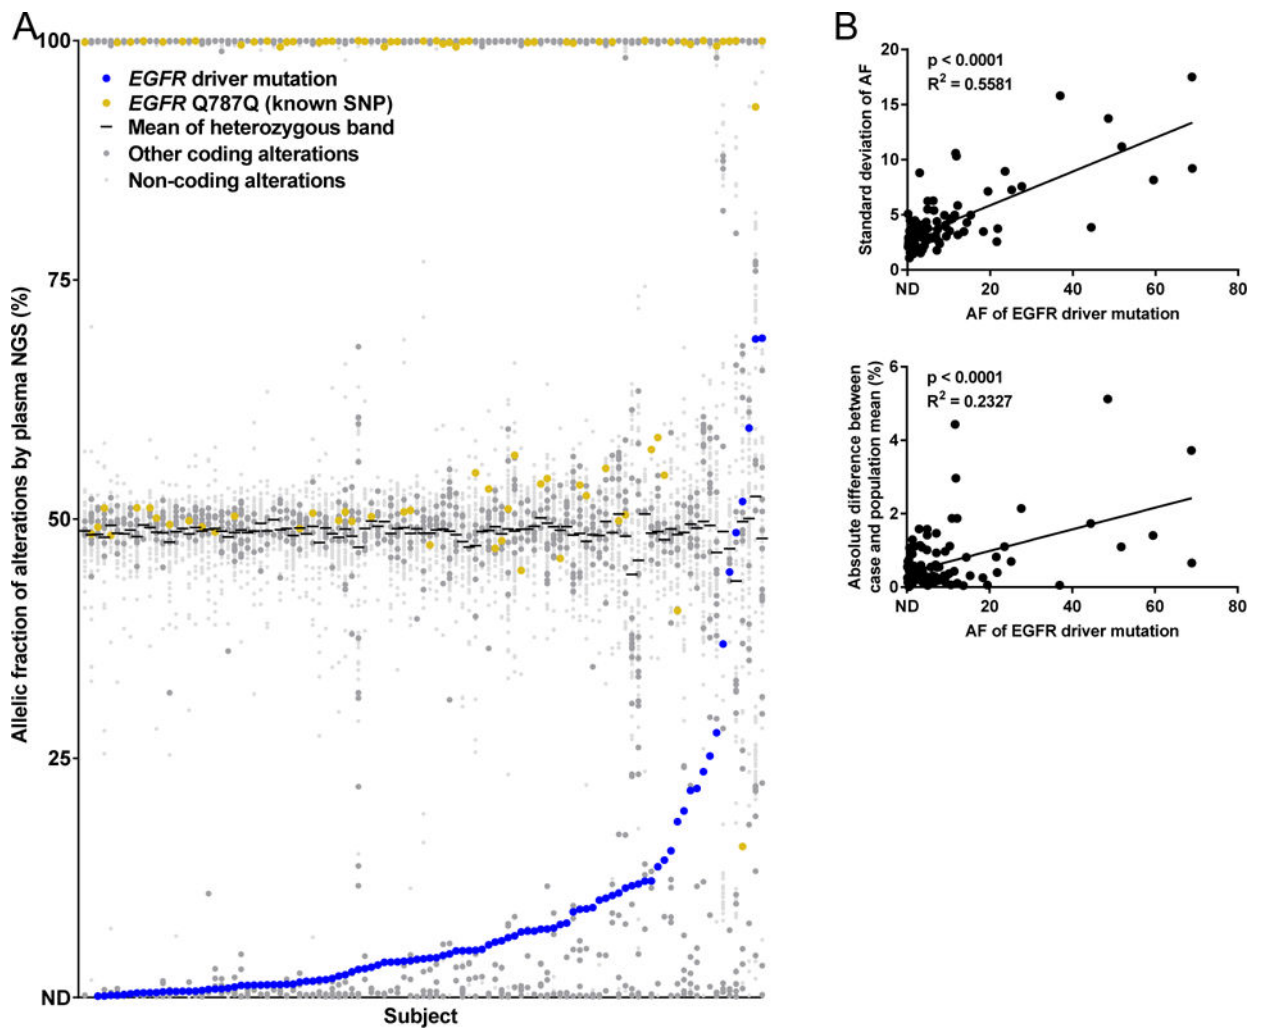 A
100
75
50
25
ND
Allelic fraction of alterations by plasma NGS (%)
EGFR driver mutation
EGFR Q787Q (known SNP)
Mean of heterozygous band
Other coding alterations
Non-coding alterations
Subject
B
20
15
10
5
0
Standard deviation of AF
p < 0.0001
R² = 0.5581
ND 20 40 60 80
AF of EGFR driver mutation
6
4
2
0
Absolute difference between
case and population mean (%)
p < 0.0001
R² = 0.2327
ND 20 40 60 80
AF of EGFR driver mutation